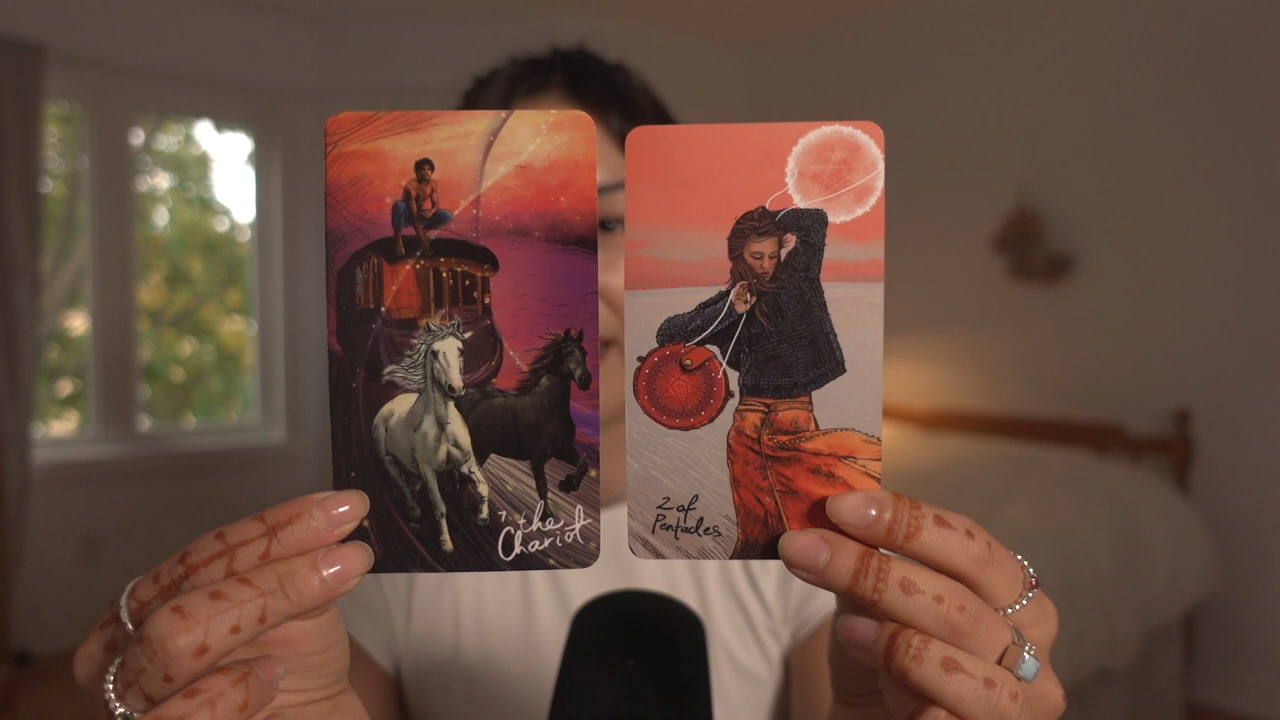 7. the
Chariot
2 of
Pentacles